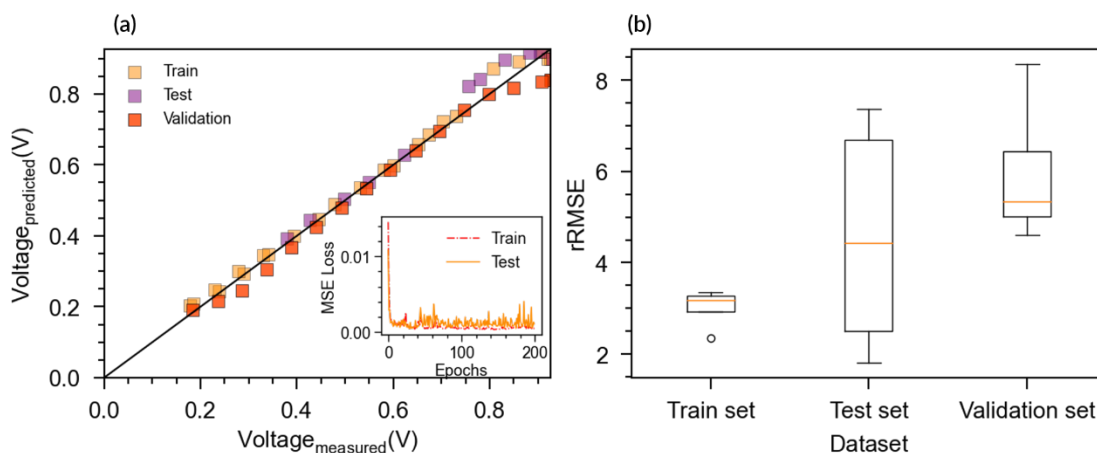 (a)
Train
Test
Validation
Voltage_predicted(V)
0.8
0.6
0.4
0.2
0.0
0.0
0.2
0.4
0.6
0.8
Voltage_measured(V)
MSE Loss
0.01
0.00
Train
Test
0
100
200
Epochs
(b)
rRMSE
8
6
4
2
Train set
Test set
Validation set
Dataset